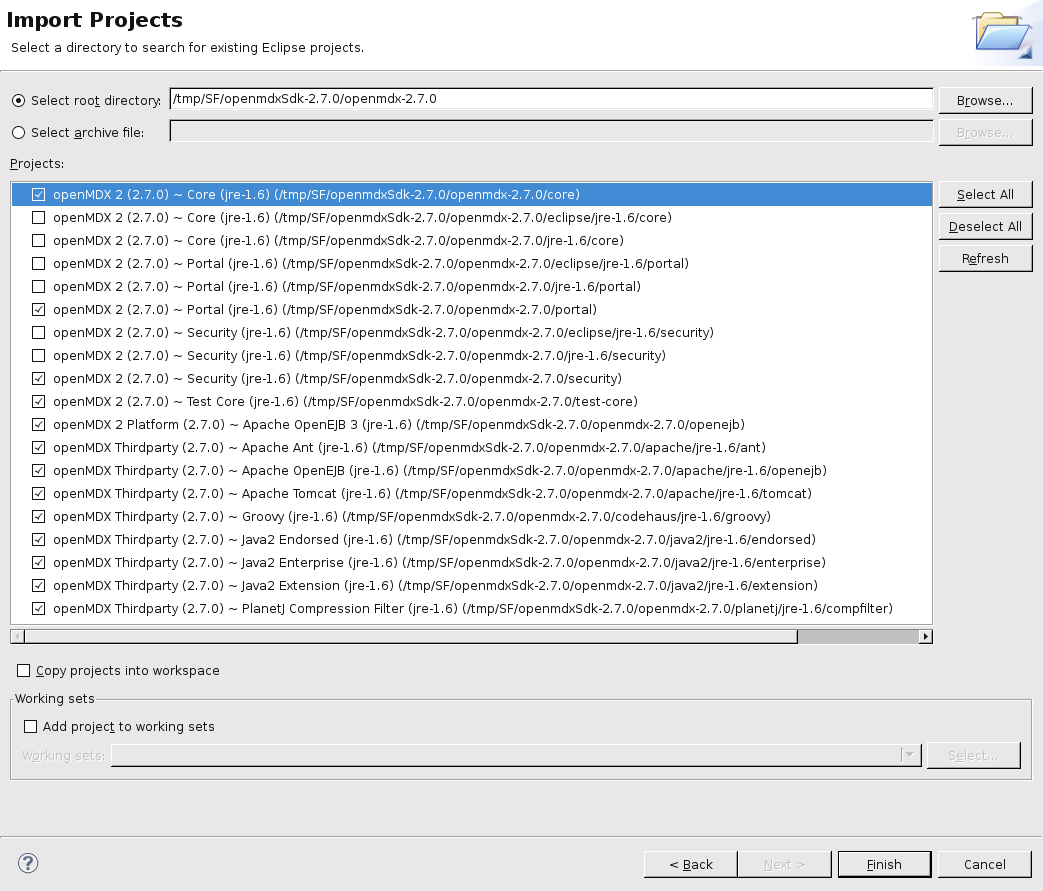 Import Projects
Select a directory to search for existing Eclipse projects.
Select root directory: /tmp/SF/openmdxSdk-2.7.0/openmdx-2.7.0 Browse...
Select archive file: Browse...
Projects:
openMDX 2 (2.7.0) ~ Core (jre-1.6) (/tmp/SF/openmdxSdk-2.7.0/openmdx-2.7.0/core) Select All
openMDX 2 (2.7.0) ~ Core (jre-1.6) (/tmp/SF/openmdxSdk-2.7.0/openmdx-2.7.0/eclipse/jre-1.6/core) Deselect All
openMDX 2 (2.7.0) ~ Core (jre-1.6) (/tmp/SF/openmdxSdk-2.7.0/openmdx-2.7.0/jre-1.6/core)
openMDX 2 (2.7.0) ~ Portal (jre-1.6) (/tmp/SF/openmdxSdk-2.7.0/openmdx-2.7.0/eclipse/jre-1.6/portal) Refresh
openMDX 2 (2.7.0) ~ Portal (jre-1.6) (/tmp/SF/openmdxSdk-2.7.0/openmdx-2.7.0/jre-1.6/portal)
openMDX 2 (2.7.0) ~ Portal (jre-1.6) (/tmp/SF/openmdxSdk-2.7.0/openmdx-2.7.0/portal)
openMDX 2 (2.7.0) ~ Security (jre-1.6) (/tmp/SF/openmdxSdk-2.7.0/openmdx-2.7.0/eclipse/jre-1.6/security)
openMDX 2 (2.7.0) ~ Security (jre-1.6) (/tmp/SF/openmdxSdk-2.7.0/openmdx-2.7.0/jre-1.6/security)
openMDX 2 (2.7.0) ~ Security (jre-1.6) (/tmp/SF/openmdxSdk-2.7.0/openmdx-2.7.0/security)
openMDX 2 (2.7.0) ~ Test Core (jre-1.6) (/tmp/SF/openmdxSdk-2.7.0/openmdx-2.7.0/test-core)
openMDX 2 Platform (2.7.0) ~ Apache OpenEJB 3 (jre-1.6) (/tmp/SF/openmdxSdk-2.7.0/openmdx-2.7.0/openejb)
openMDX Thirdparty (2.7.0) ~ Apache Ant (jre-1.6) (/tmp/SF/openmdxSdk-2.7.0/openmdx-2.7.0/apache/jre-1.6/ant)
openMDX Thirdparty (2.7.0) ~ Apache OpenEJB (jre-1.6) (/tmp/SF/openmdxSdk-2.7.0/openmdx-2.7.0/apache/jre-1.6/openejb)
openMDX Thirdparty (2.7.0) ~ Apache Tomcat (jre-1.6) (/tmp/SF/openmdxSdk-2.7.0/openmdx-2.7.0/apache/jre-1.6/tomcat)
openMDX Thirdparty (2.7.0) ~ Groovy (jre-1.6) (/tmp/SF/openmdxSdk-2.7.0/openmdx-2.7.0/codehaus/jre-1.6/groovy)
openMDX Thirdparty (2.7.0) ~ Java2 Endorsed (jre-1.6) (/tmp/SF/openmdxSdk-2.7.0/openmdx-2.7.0/java2/jre-1.6/endorsed)
openMDX Thirdparty (2.7.0) ~ Java2 Enterprise (jre-1.6) (/tmp/SF/openmdxSdk-2.7.0/openmdx-2.7.0/java2/jre-1.6/enterprise)
openMDX Thirdparty (2.7.0) ~ Java2 Extension (jre-1.6) (/tmp/SF/openmdxSdk-2.7.0/openmdx-2.7.0/java2/jre-1.6/extension)
openMDX Thirdparty (2.7.0) ~ PlanetJ Compression Filter (jre-1.6) (/tmp/SF/openmdxSdk-2.7.0/openmdx-2.7.0/planetj/jre-1.6/compfilter)
Copy projects into workspace
Working sets
Add project to working sets
Working sets: Select...
? < Back Next > Finish Cancel